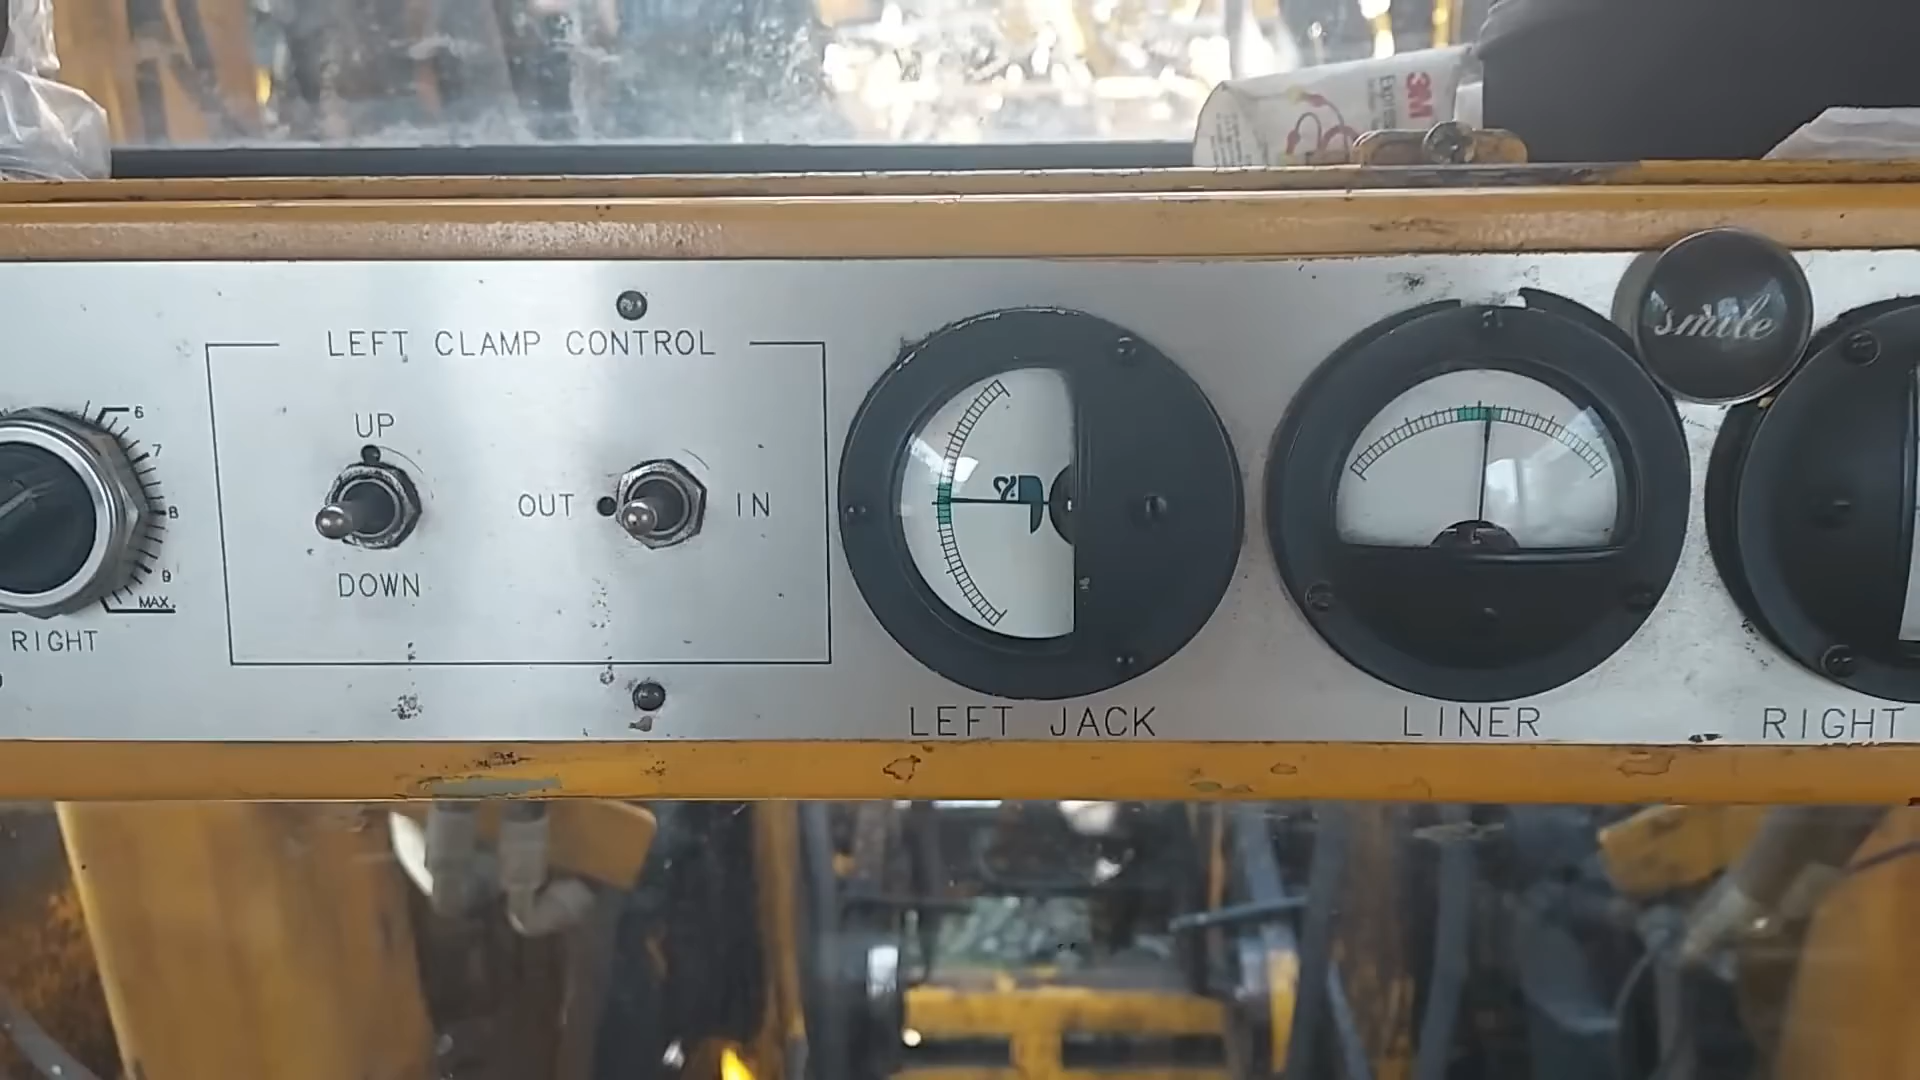 3M
smile
LEFT CLAMP CONTROL
UP
OUT
IN
DOWN
6
7
8
9
MAX.
RIGHT
LEFT JACK
LINER
RIGHT